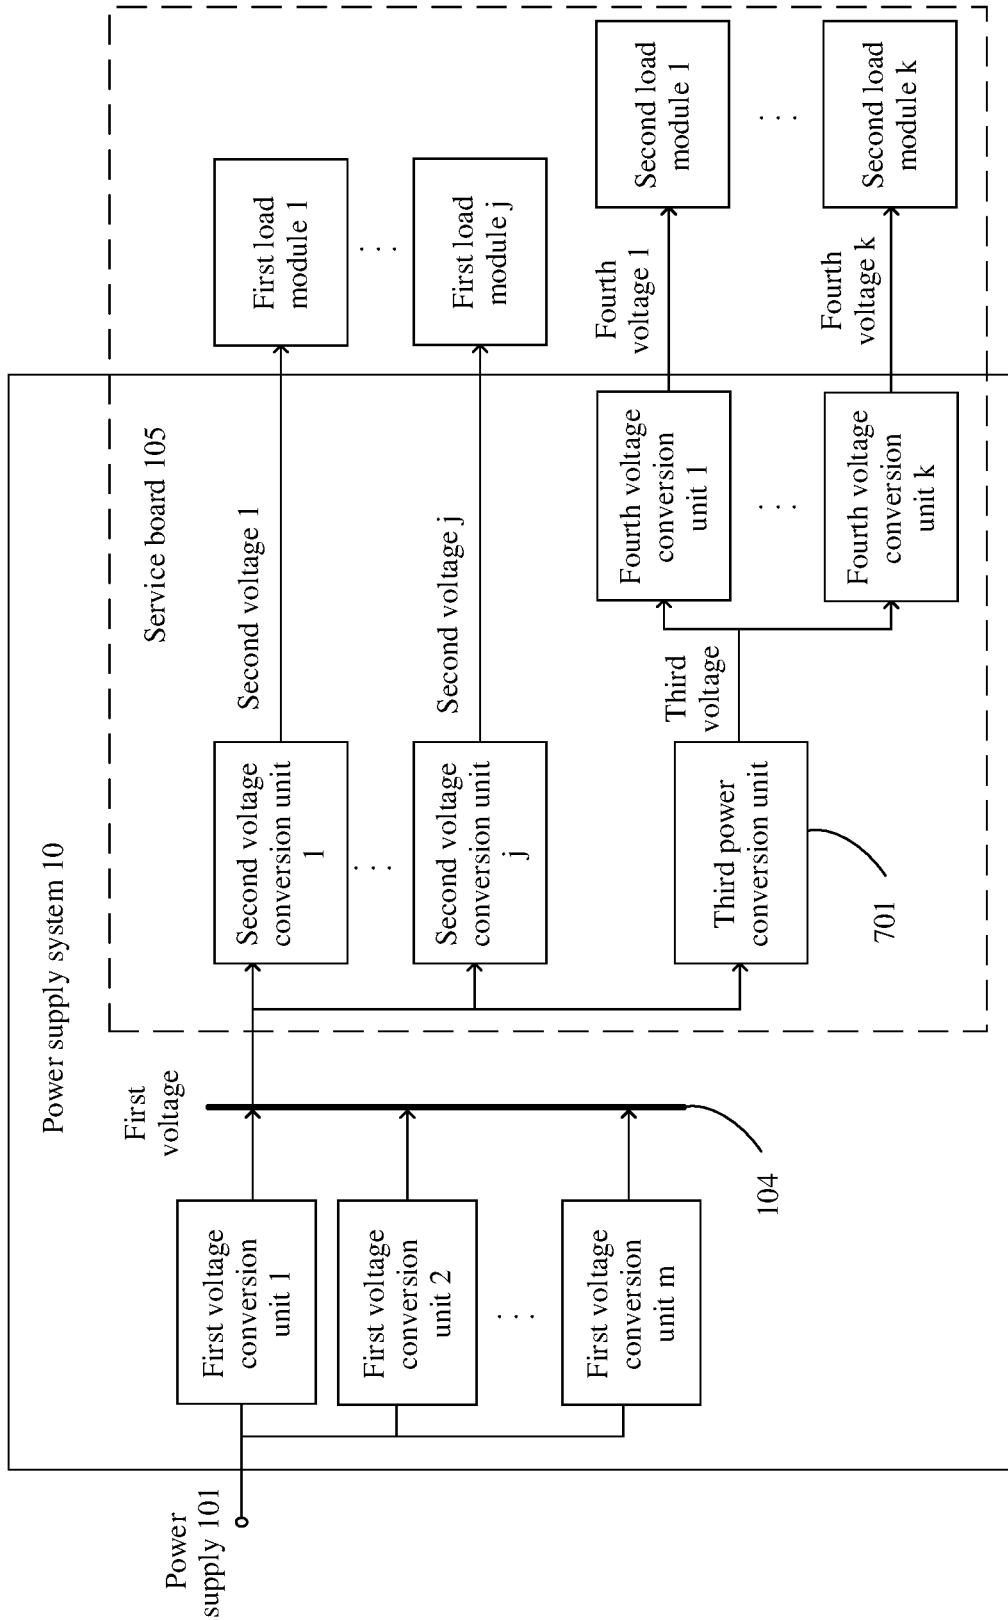 Power supply system 10
Service board 105
Power
supply 101
First voltage
conversion
unit 1
First voltage
conversion
unit 2
. . .
First voltage
conversion
unit m
First
voltage
104
Second voltage
conversion unit
1
. . .
Second voltage
conversion unit
j
Third power
conversion unit
701
Second voltage 1
Second voltage j
Third
voltage
Fourth voltage
conversion
unit 1
. . .
Fourth voltage
conversion
unit k
Fourth
voltage 1
Fourth
voltage k
First load
module 1
. . .
First load
module j
Second load
module 1
. . .
Second load
module k